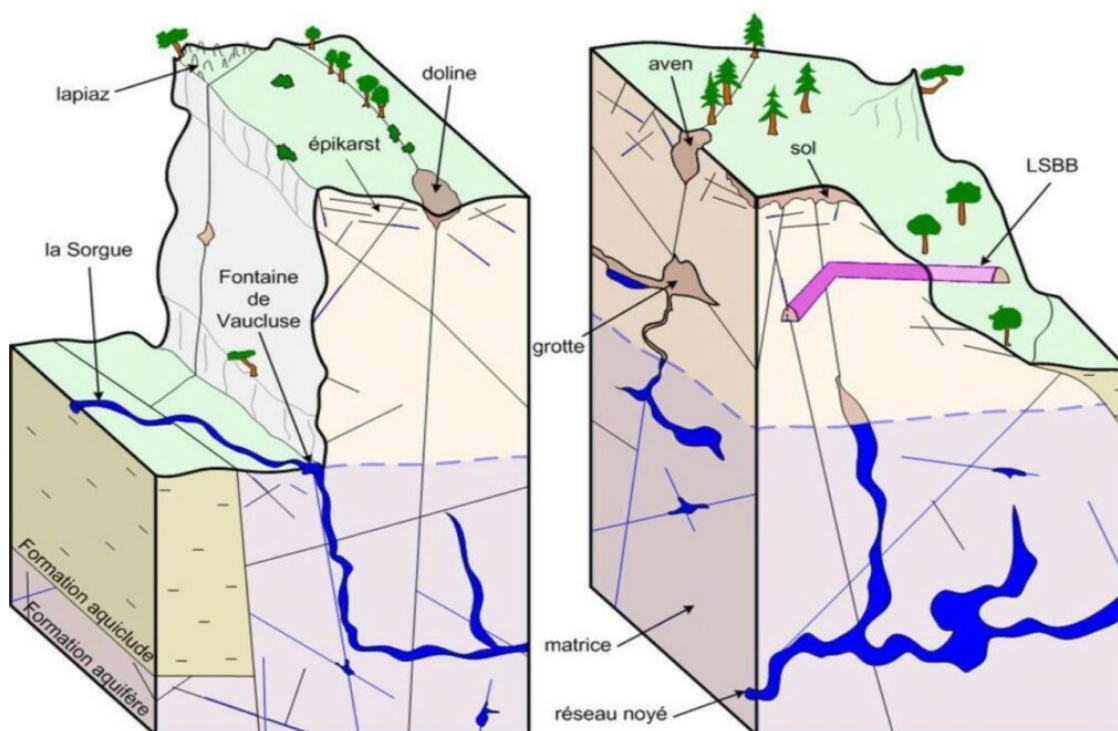 lapiaz
doline
épikarst
la Sorgue
Fontaine
de
Vaucluse
Formation aquiclude
Formation aquifère
aven
sol
LSBB
grotte
matrice
réseau noyé